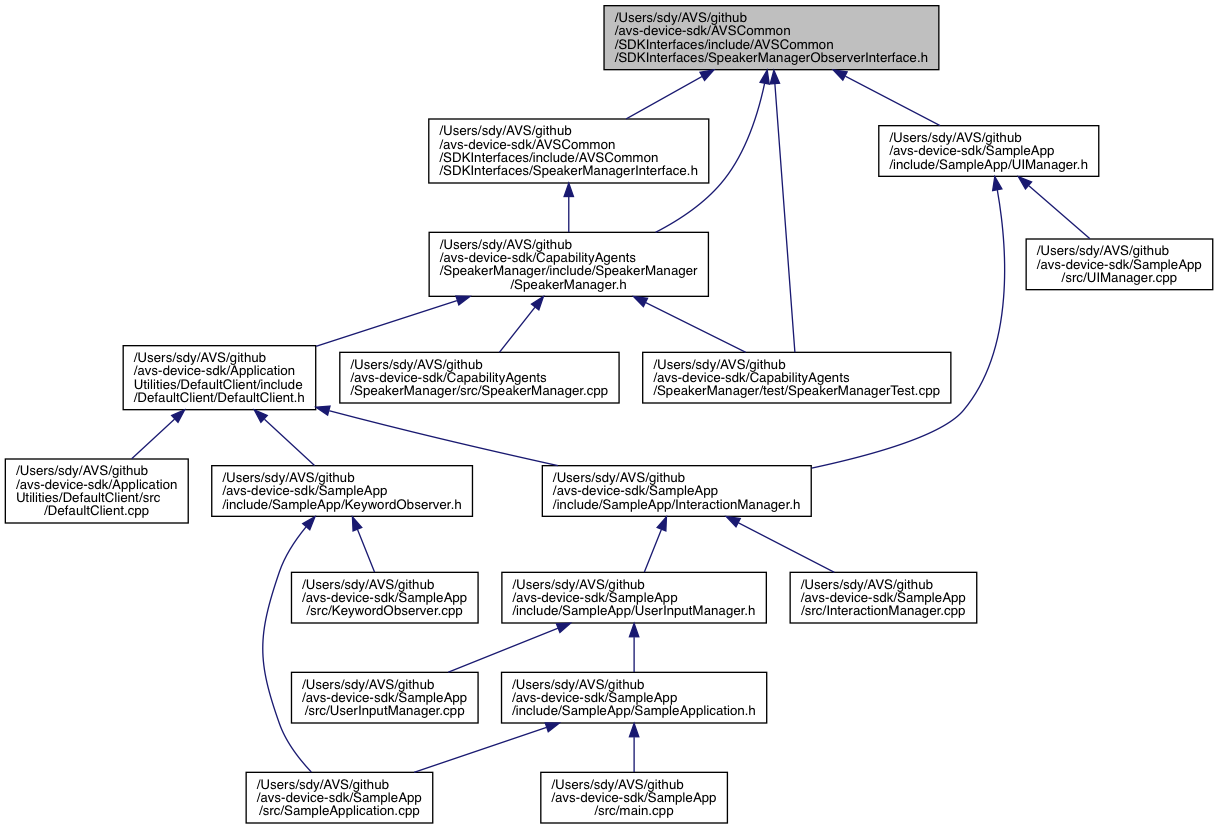 /Users/sdy/AVS/github
/avs-device-sdk/AVSCommon
/SDKInterfaces/include/AVSCommon
/SDKInterfaces/SpeakerManagerObserverInterface.h
/Users/sdy/AVS/github
/avs-device-sdk/AVSCommon
/SDKInterfaces/include/AVSCommon
/SDKInterfaces/SpeakerManagerInterface.h
/Users/sdy/AVS/github
/avs-device-sdk/SampleApp
/include/SampleApp/UIManager.h
/Users/sdy/AVS/github
/avs-device-sdk/CapabilityAgents
/SpeakerManager/include/SpeakerManager
/SpeakerManager.h
/Users/sdy/AVS/github
/avs-device-sdk/SampleApp
/src/UIManager.cpp
/Users/sdy/AVS/github
/avs-device-sdk/Application
Utilities/DefaultClient/include
/DefaultClient/DefaultClient.h
/Users/sdy/AVS/github
/avs-device-sdk/CapabilityAgents
/SpeakerManager/src/SpeakerManager.cpp
/Users/sdy/AVS/github
/avs-device-sdk/CapabilityAgents
/SpeakerManager/test/SpeakerManagerTest.cpp
/Users/sdy/AVS/github
/avs-device-sdk/Application
Utilities/DefaultClient/src
/DefaultClient.cpp
/Users/sdy/AVS/github
/avs-device-sdk/SampleApp
/include/SampleApp/KeywordObserver.h
/Users/sdy/AVS/github
/avs-device-sdk/SampleApp
/include/SampleApp/InteractionManager.h
/Users/sdy/AVS/github
/avs-device-sdk/SampleApp
/src/KeywordObserver.cpp
/Users/sdy/AVS/github
/avs-device-sdk/SampleApp
/include/SampleApp/UserInputManager.h
/Users/sdy/AVS/github
/avs-device-sdk/SampleApp
/src/InteractionManager.cpp
/Users/sdy/AVS/github
/avs-device-sdk/SampleApp
/src/UserInputManager.cpp
/Users/sdy/AVS/github
/avs-device-sdk/SampleApp
/include/SampleApp/SampleApplication.h
/Users/sdy/AVS/github
/avs-device-sdk/SampleApp
/src/SampleApplication.cpp
/Users/sdy/AVS/github
/avs-device-sdk/SampleApp
/src/main.cpp